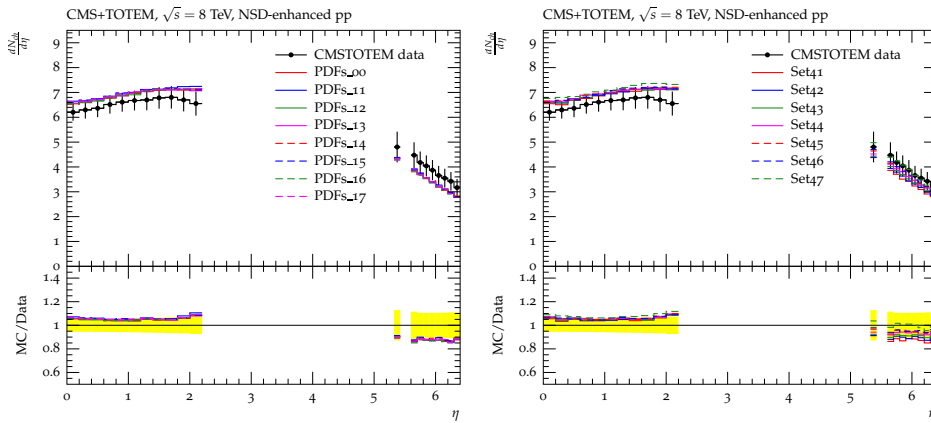 CMS+TOTEM, √s = 8 TeV, NSD-enhanced pp
dN_ch/dη
CMSTOTEM data
PDFs_00
PDFs_11
PDFs_12
PDFs_13
PDFs_14
PDFs_15
PDFs_16
PDFs_17
9
8
7
6
5
4
3
2
1
0
MC/Data
1.4
1.2
1
0.8
0.6
0 1 2 3 4 5 6 η
CMS+TOTEM, √s = 8 TeV, NSD-enhanced pp
dN_ch/dη
CMSTOTEM data
Set41
Set42
Set43
Set44
Set45
Set46
Set47
9
8
7
6
5
4
3
2
1
0
MC/Data
1.4
1.2
1
0.8
0.6
0 1 2 3 4 5 6